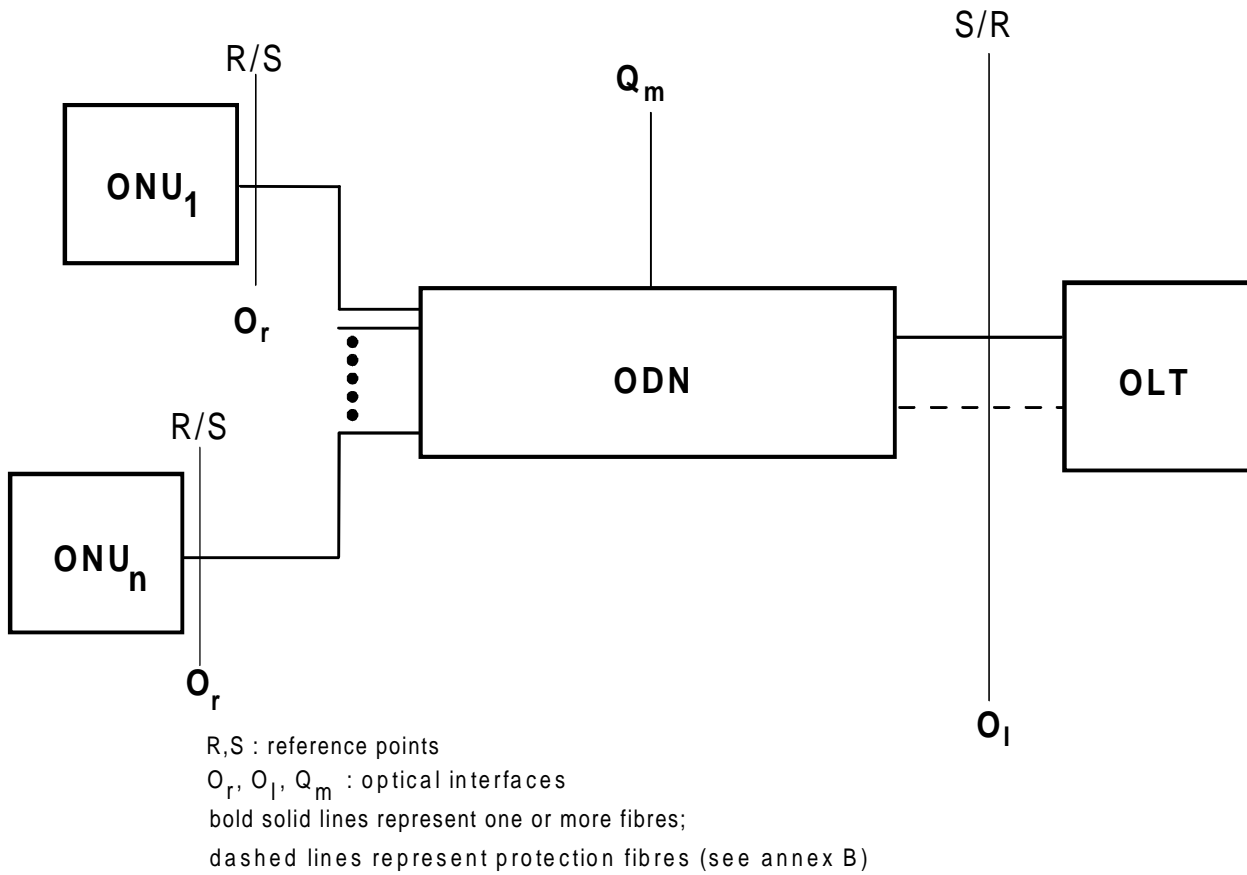 S/R
R/S
Q_m
ONU_1
O_r
ODN
OLT
R/S
ONU_n
O_r
O_l
R,S : reference points
O_r, O_l, Q_m : optical interfaces
bold solid lines represent one or more fibres;
dashed lines represent protection fibres (see annex B)